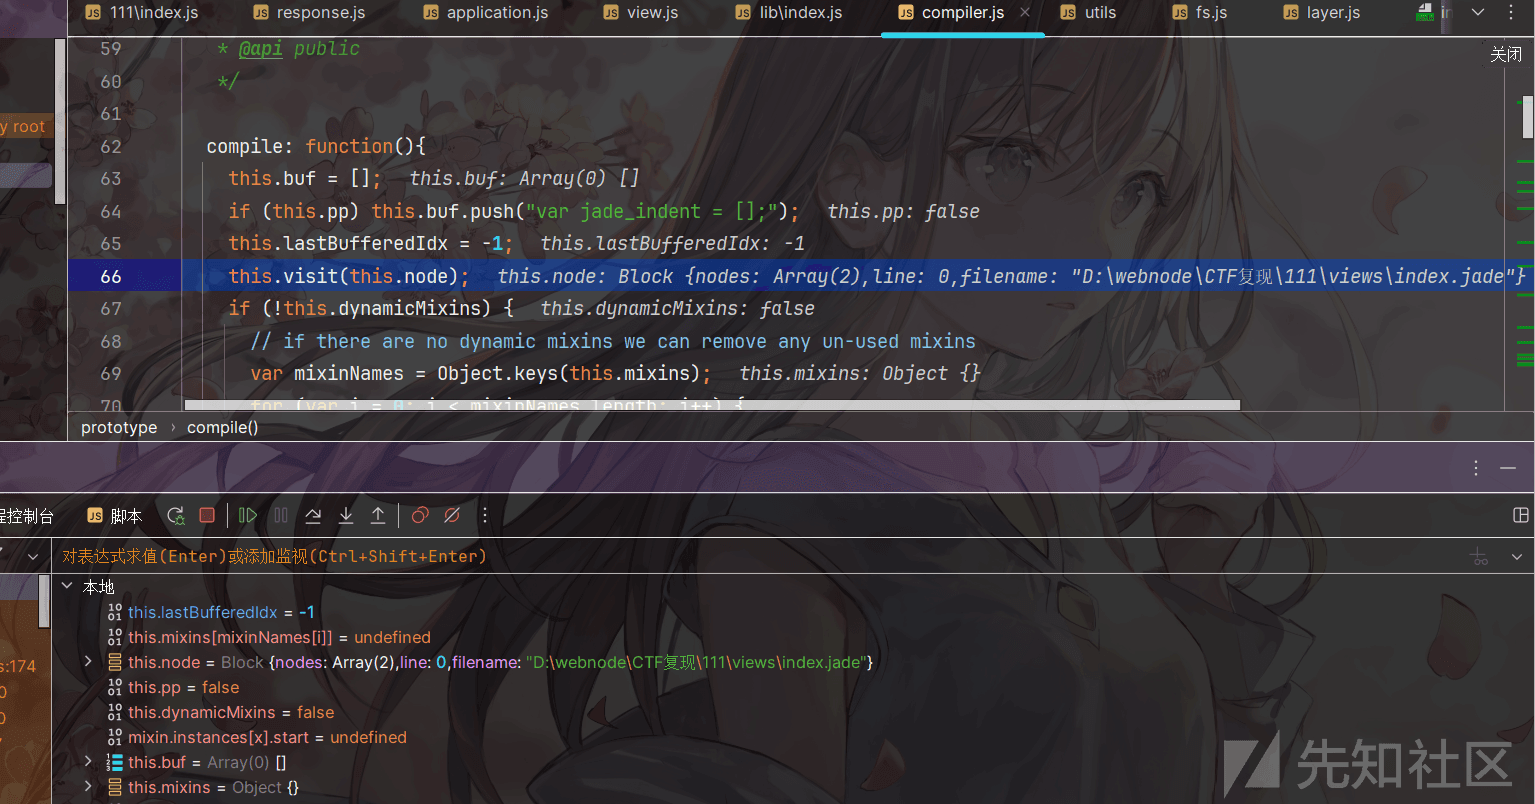 111\index.js response.js application.js view.js lib\index.js compiler.js utils fs.js layer.js in
关闭
59 * @api public
60 */
61
62 compile: function(){
63 this.buf = []; this.buf: Array(0) []
64 if (this.pp) this.buf.push("var jade_indent = [];"); this.pp: false
65 this.lastBufferedIdx = -1; this.lastBufferedIdx: -1
66 this.visit(this.node); this.node: Block {nodes: Array(2),line: 0,filename: "D:\webnode\CTF复现\111\views\index.jade"}
67 if (!this.dynamicMixins) { this.dynamicMixins: false
68 // if there are no dynamic mixins we can remove any un-used mixins
69 var mixinNames = Object.keys(this.mixins); this.mixins: Object {}
70 for (var i = 0; i < mixinNames.length; i++) {
y root
prototype › compile()
程控制台 脚本
对表达式求值(Enter)或添加监视(Ctrl+Shift+Enter)
本地
this.lastBufferedIdx = -1
this.mixins[mixinNames[i]] = undefined
this.node = Block {nodes: Array(2),line: 0,filename: "D:\webnode\CTF复现\111\views\index.jade"}
this.pp = false
this.dynamicMixins = false
mixin.instances[x].start = undefined
this.buf = Array(0) []
this.mixins = Object {}
s:174
0
0
先知社区